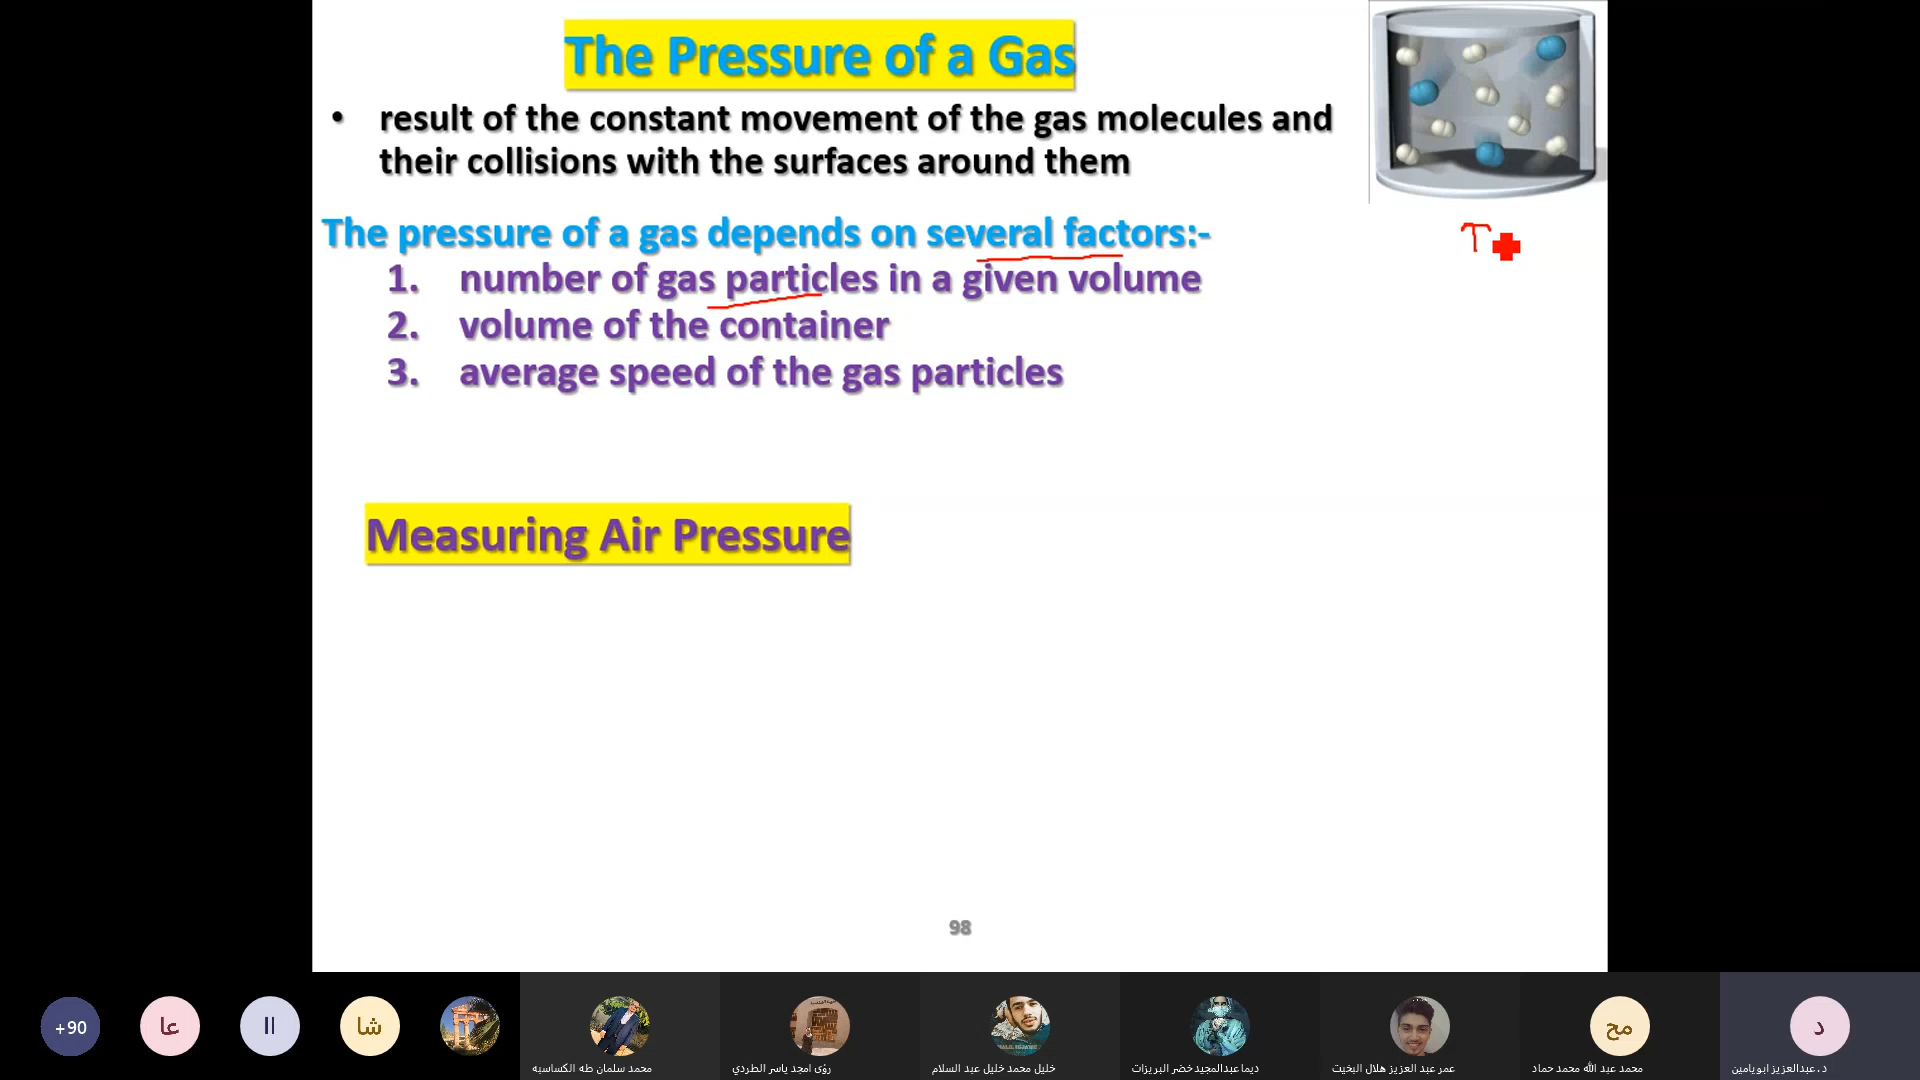 The Pressure of a Gas
• result of the constant movement of the gas molecules and
their collisions with the surfaces around them
The pressure of a gas depends on several factors:-
T
1. number of gas particles in a given volume
2. volume of the container
3. average speed of the gas particles
Measuring Air Pressure
98
+90
عا
اا
شا
مح
د
محمد سلمان طه الكساسبه
رؤى امجد ياسر الطردي
خليل محمد خليل عبد السلام
ديما عبدالمجيد خضر البريزات
عمر عبد العزيز هلال البخيت
محمد عبد الله محمد حماد
د.عبدالعزيز ابويامين